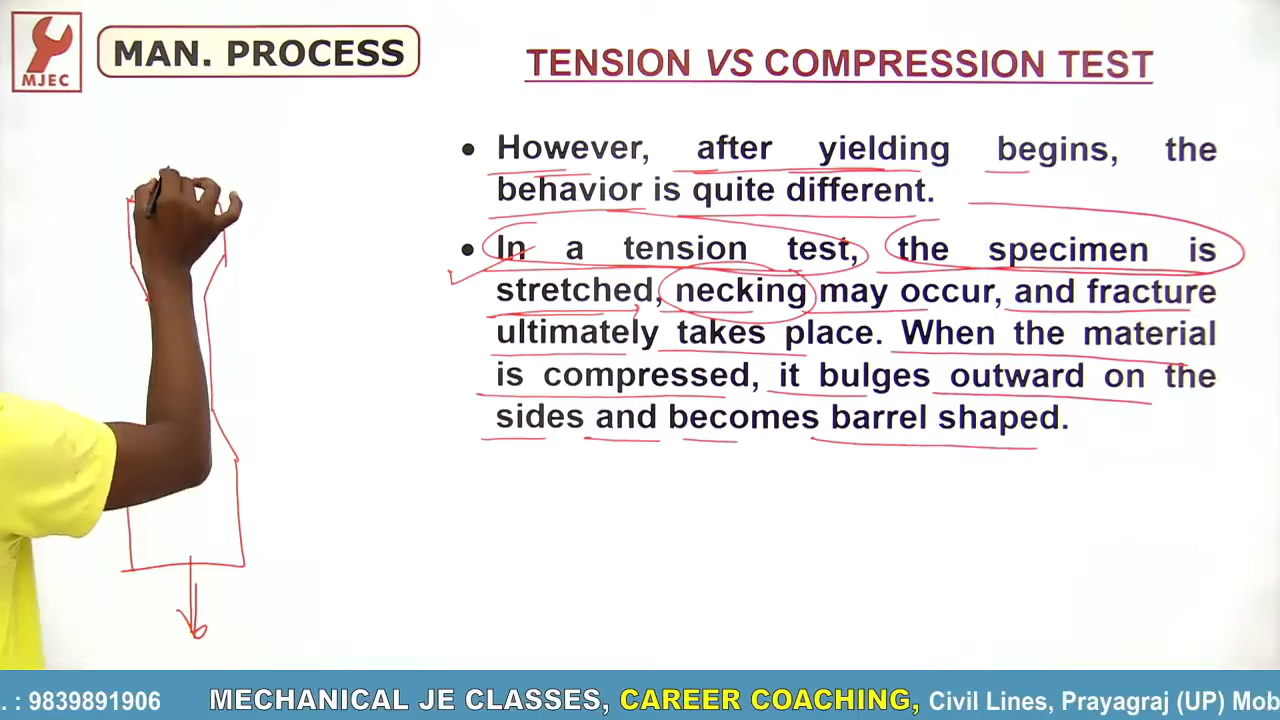 MJEC
MAN. PROCESS
TENSION VS COMPRESSION TEST
• However, after yielding begins, the
behavior is quite different.
• In a tension test, the specimen is
stretched, necking may occur, and fracture
ultimately takes place. When the material
is compressed, it bulges outward on the
sides and becomes barrel shaped.
. : 9839891906 MECHANICAL JE CLASSES, CAREER COACHING, Civil Lines, Prayagraj (UP) Mob